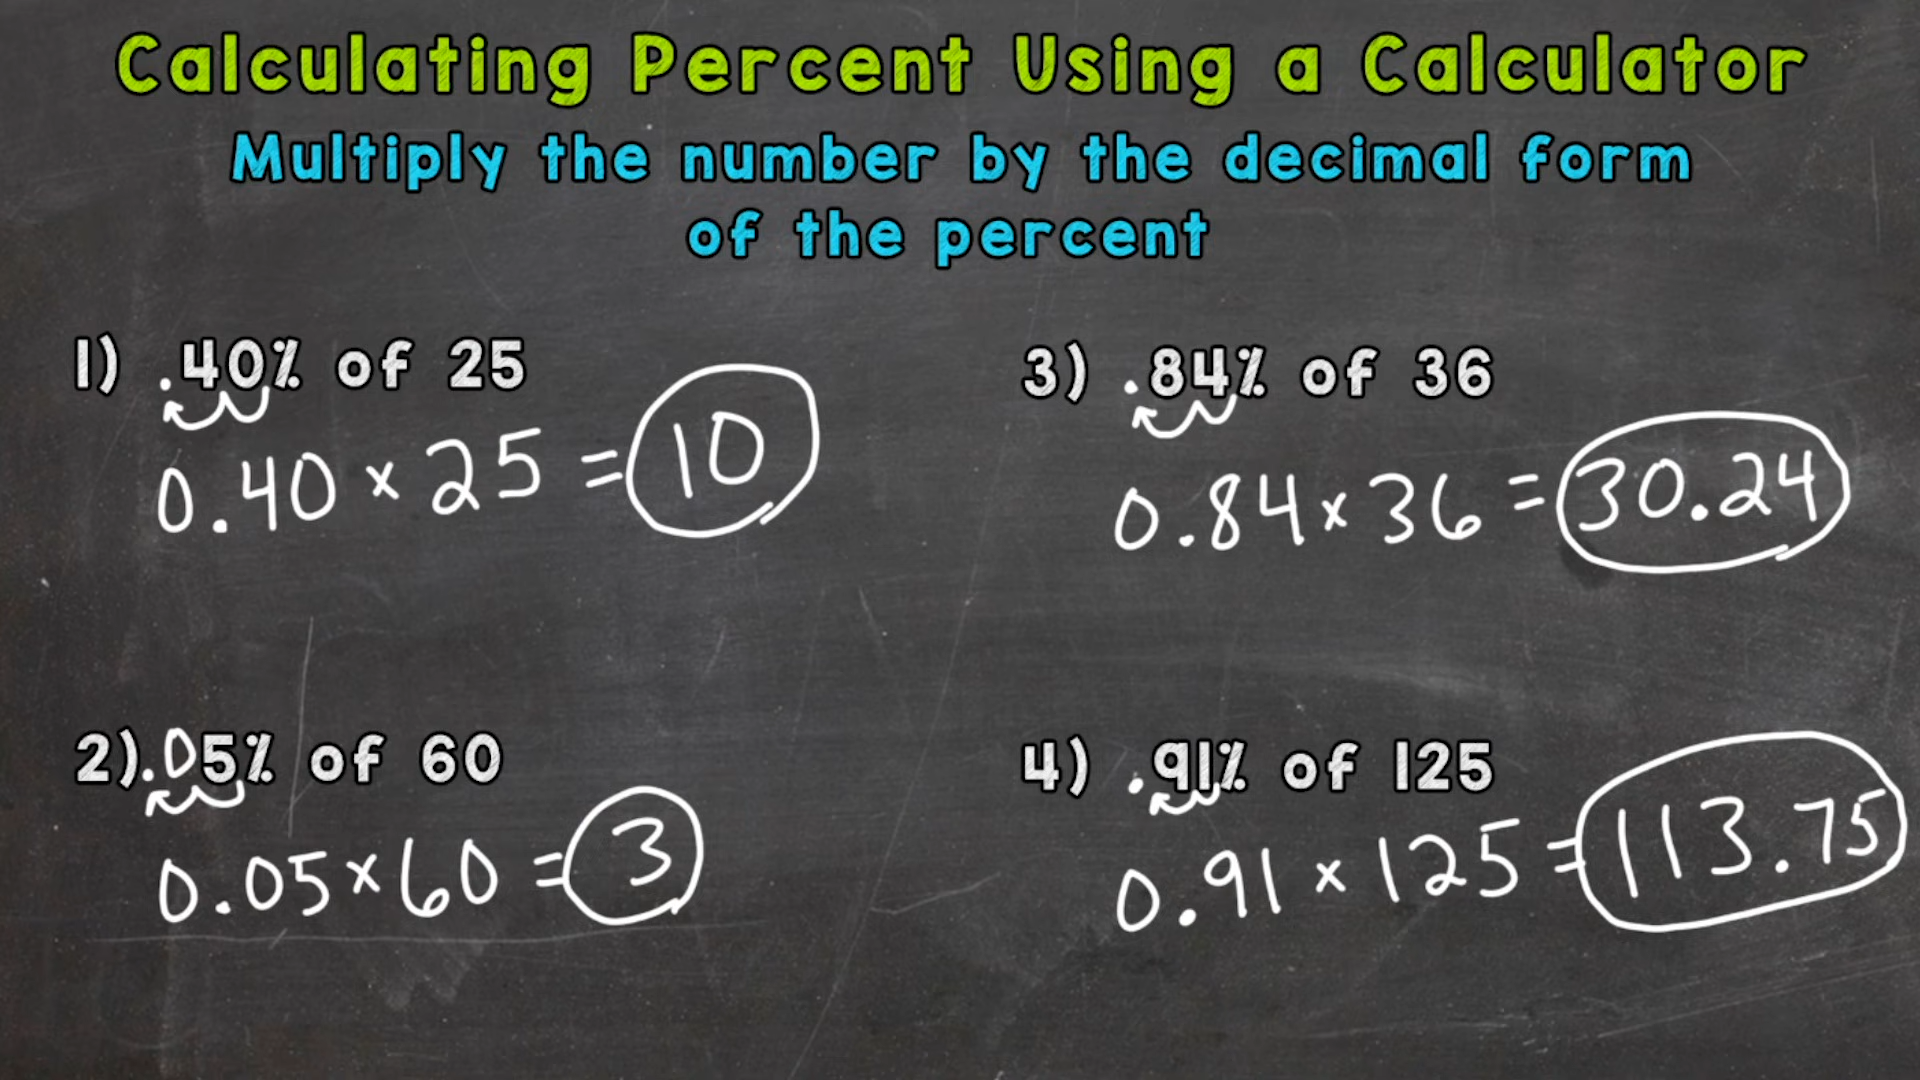 Calculating Percent Using a Calculator
Multiply the number by the decimal form
of the percent
1) .40% of 25
0.40 × 25 = 10
2) .05% of 60
0.05 × 60 = 3
3) .84% of 36
0.84 × 36 = 30.24
4) .91% of 125
0.91 × 125 = 113.75